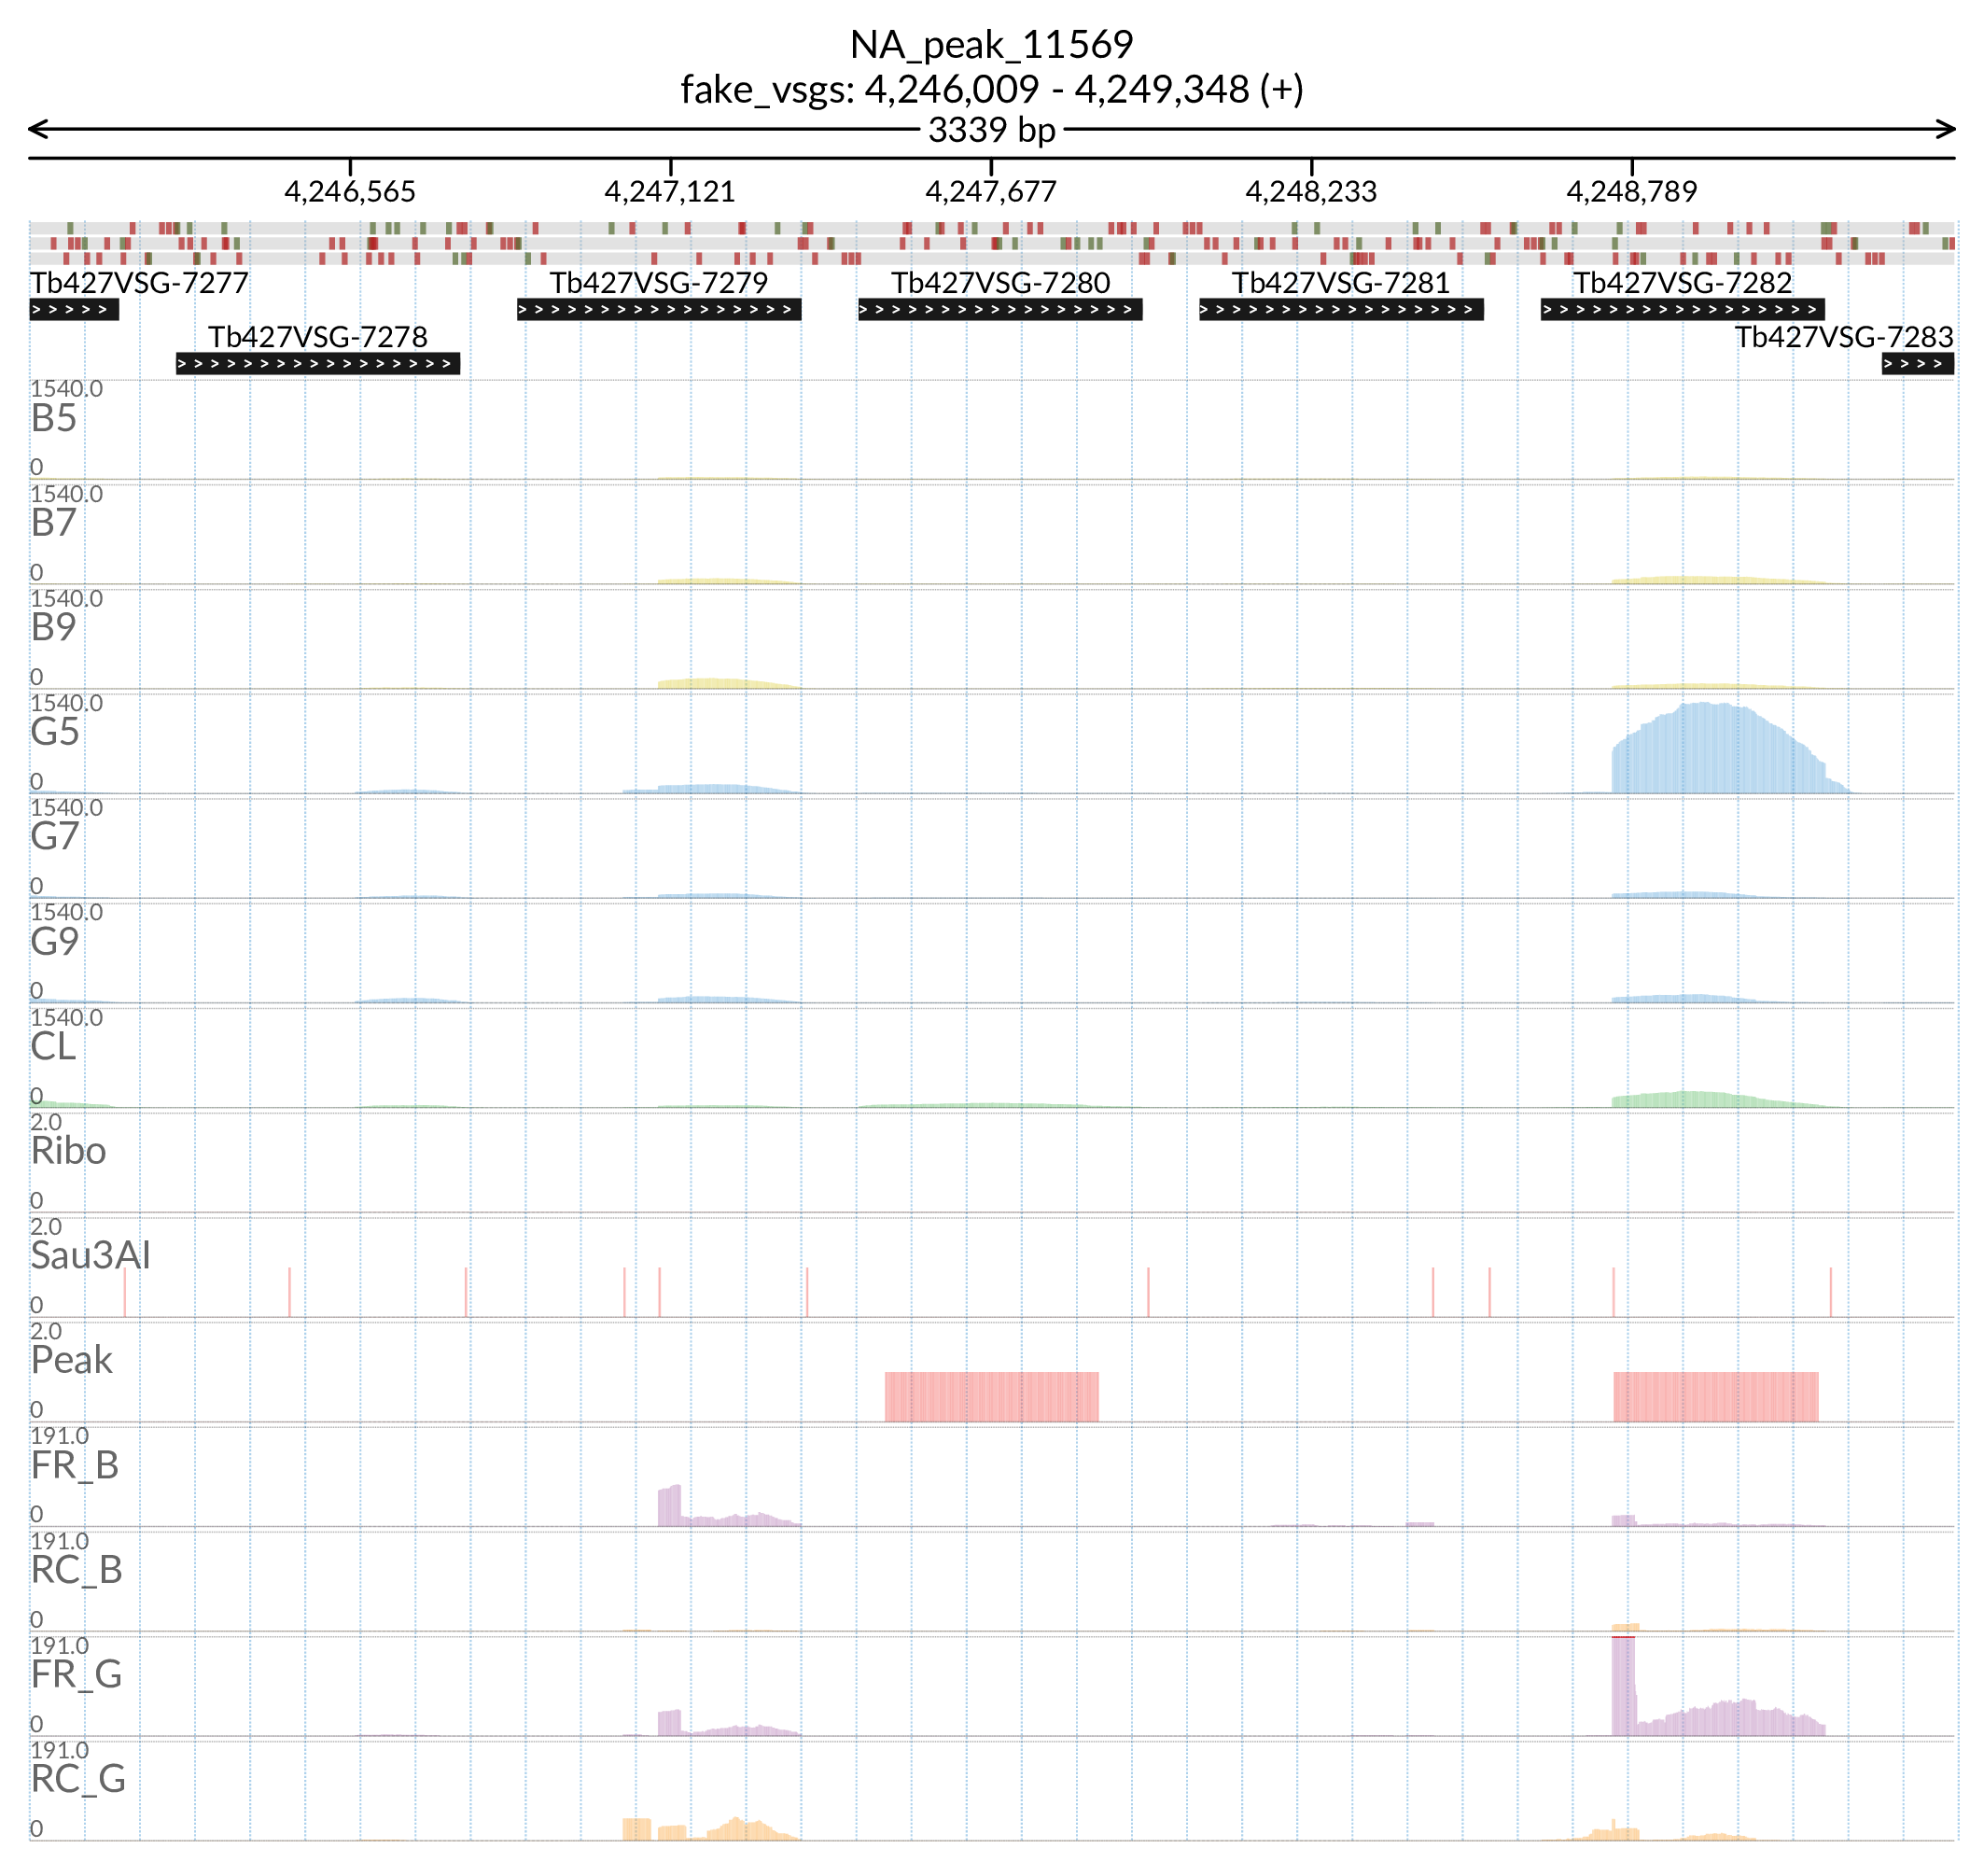 NA_peak_11569
fake_vsgs: 4,246,009 - 4,249,348 (+)
3339 bp
4,246,565 4,247,121 4,247,677 4,248,233 4,248,789
Tb427VSG-7277 Tb427VSG-7279 Tb427VSG-7280 Tb427VSG-7281 Tb427VSG-7282
Tb427VSG-7278 Tb427VSG-7283
1540.0
B5
0
1540.0
B7
0
1540.0
B9
0
1540.0
G5
0
1540.0
G7
0
1540.0
G9
0
1540.0
CL
0
2.0
Ribo
0
2.0
Sau3AI
0
2.0
Peak
0
191.0
FR_B
0
191.0
RC_B
0
191.0
FR_G
0
191.0
RC_G
0